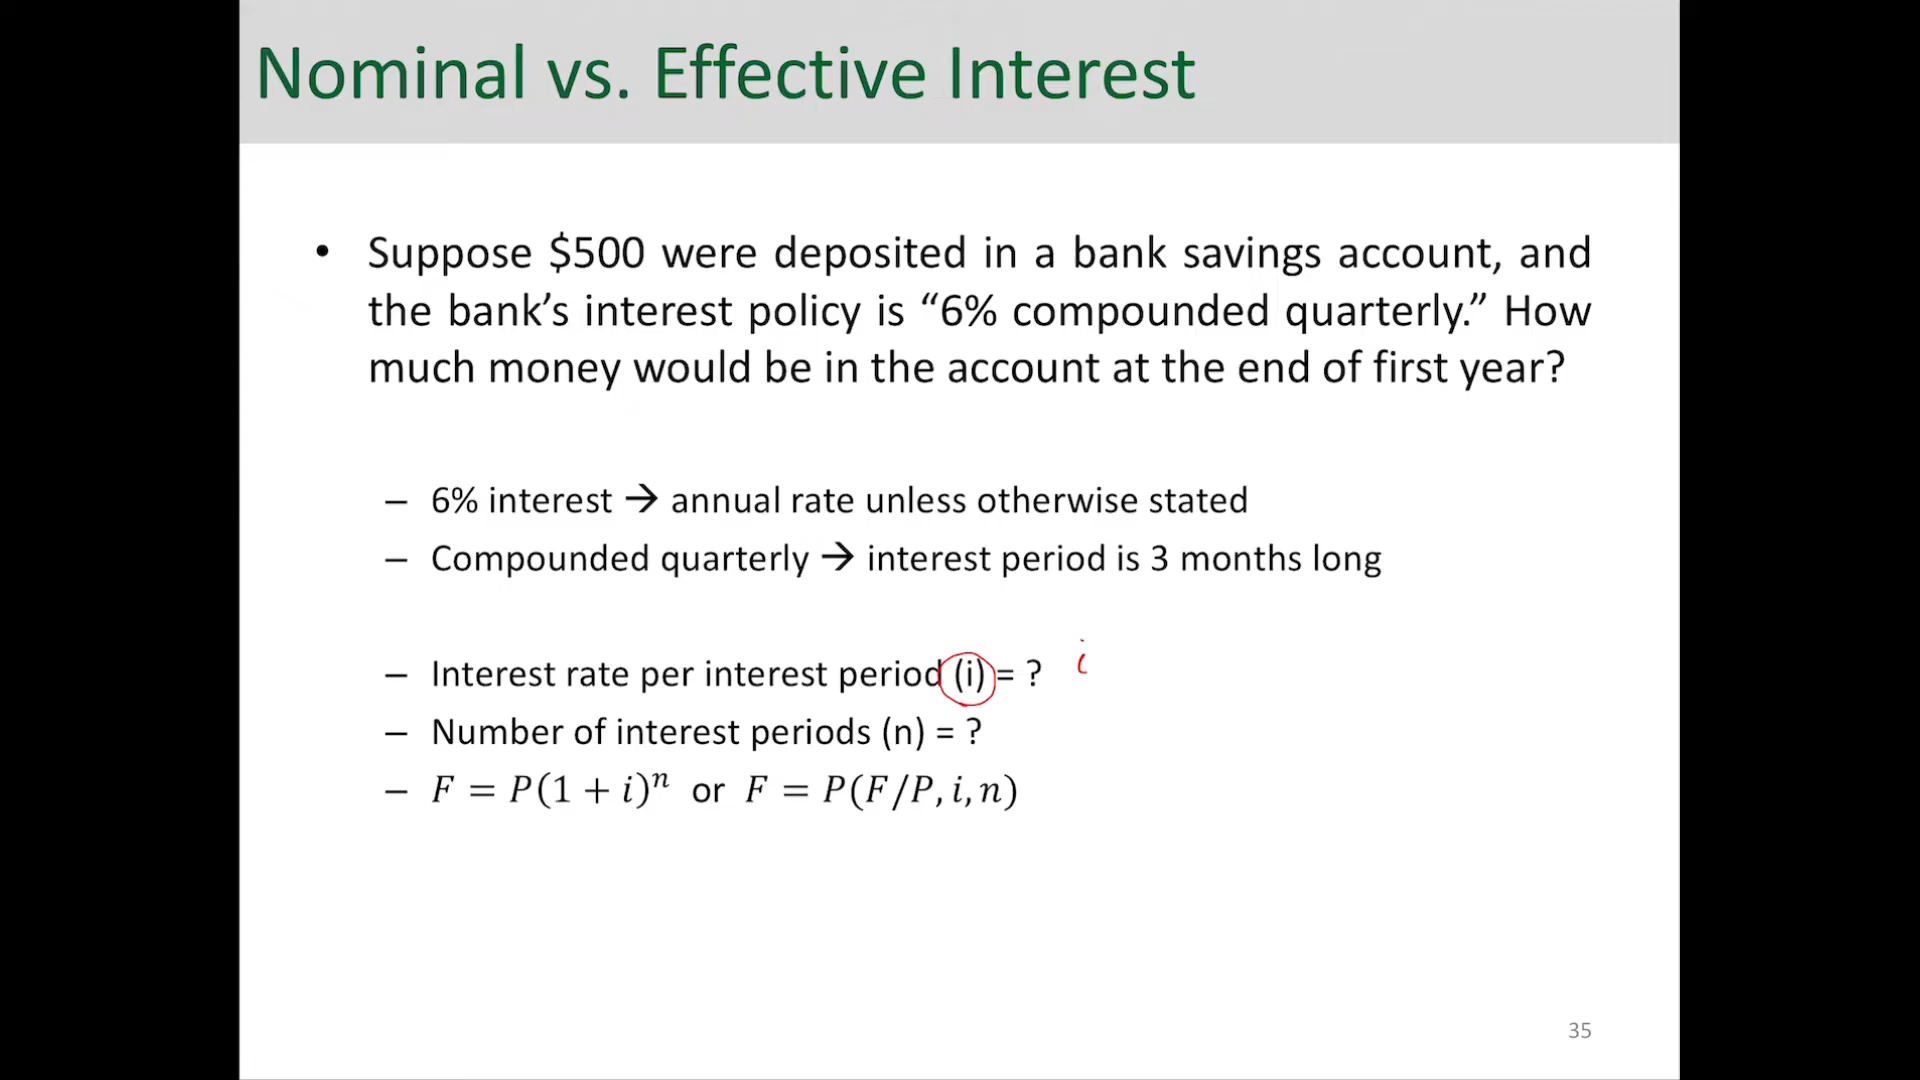 Nominal vs. Effective Interest
• Suppose $500 were deposited in a bank savings account, and
the bank’s interest policy is “6% compounded quarterly.” How
much money would be in the account at the end of first year?
– 6% interest → annual rate unless otherwise stated
– Compounded quarterly → interest period is 3 months long
– Interest rate per interest period (i) = ? i
– Number of interest periods (n) = ?
– F = P(1 + i)ⁿ or F = P(F/P, i, n)
35